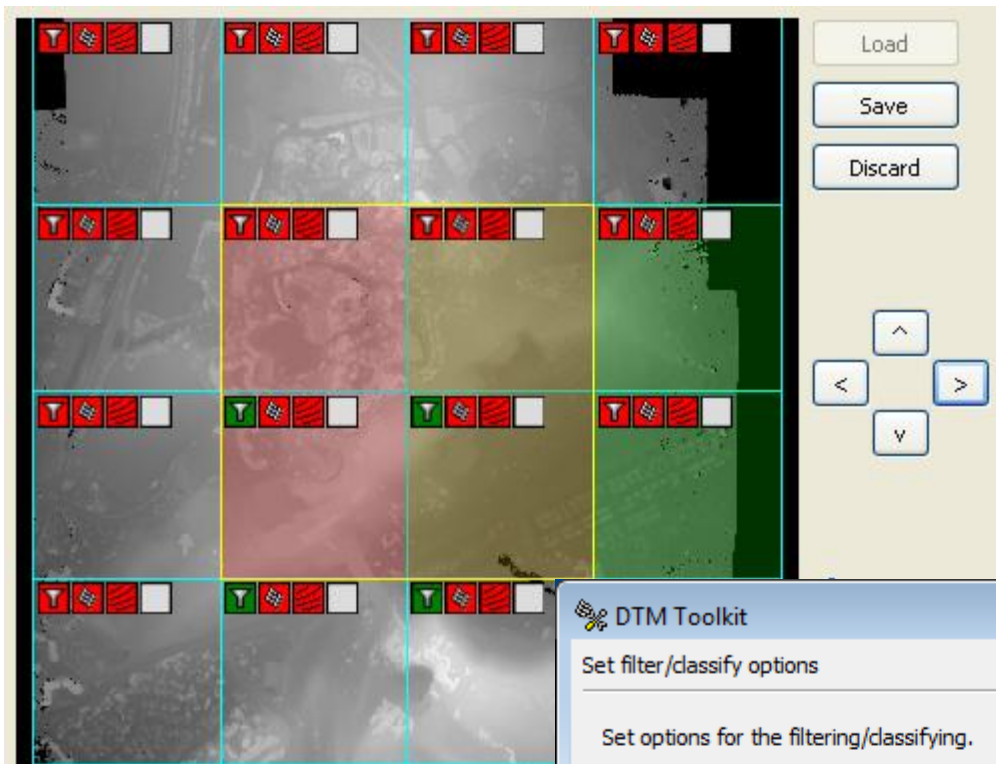 Load
Save
Discard
^
< >
v
DTM Toolkit
Set filter/classify options
Set options for the filtering/classifying.